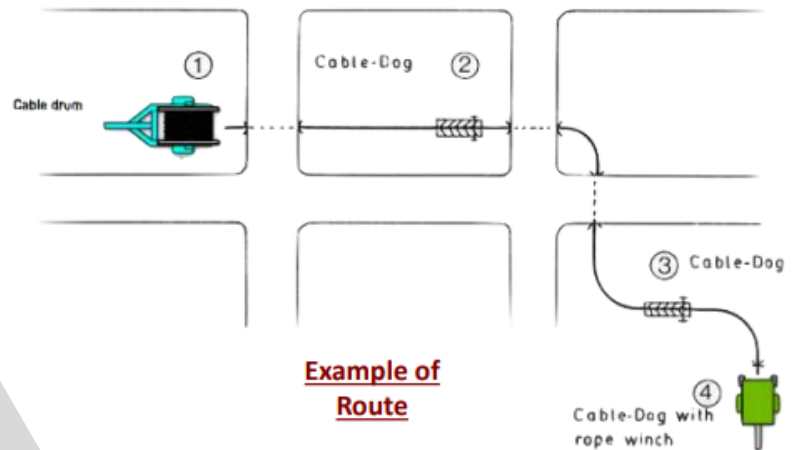 ①
Cable-Dog ②
Cable drum
③ Cable-Dog
Example of
Route
④
Cable-Dog with
rope winch